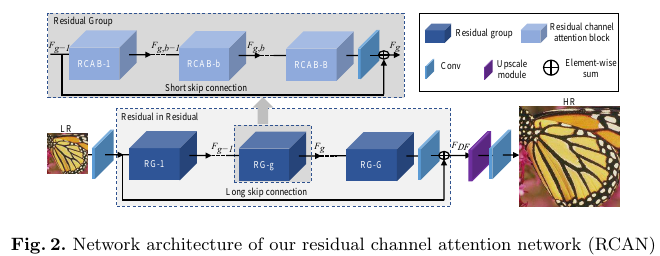 Residual Group
F_{g-1}
F_{g,b-1}
F_{g,b}
F_g
RCAB-1
RCAB-b
RCAB-B
Short skip connection
Residual group
Residual channel
attention block
Conv
Upscale
module
Element-wise
sum
LR
Residual in Residual
HR
F_{g-1}
F_g
F_{DF}
RG-1
RG-g
RG-G
Long skip connection
Fig. 2. Network architecture of our residual channel attention network (RCAN)